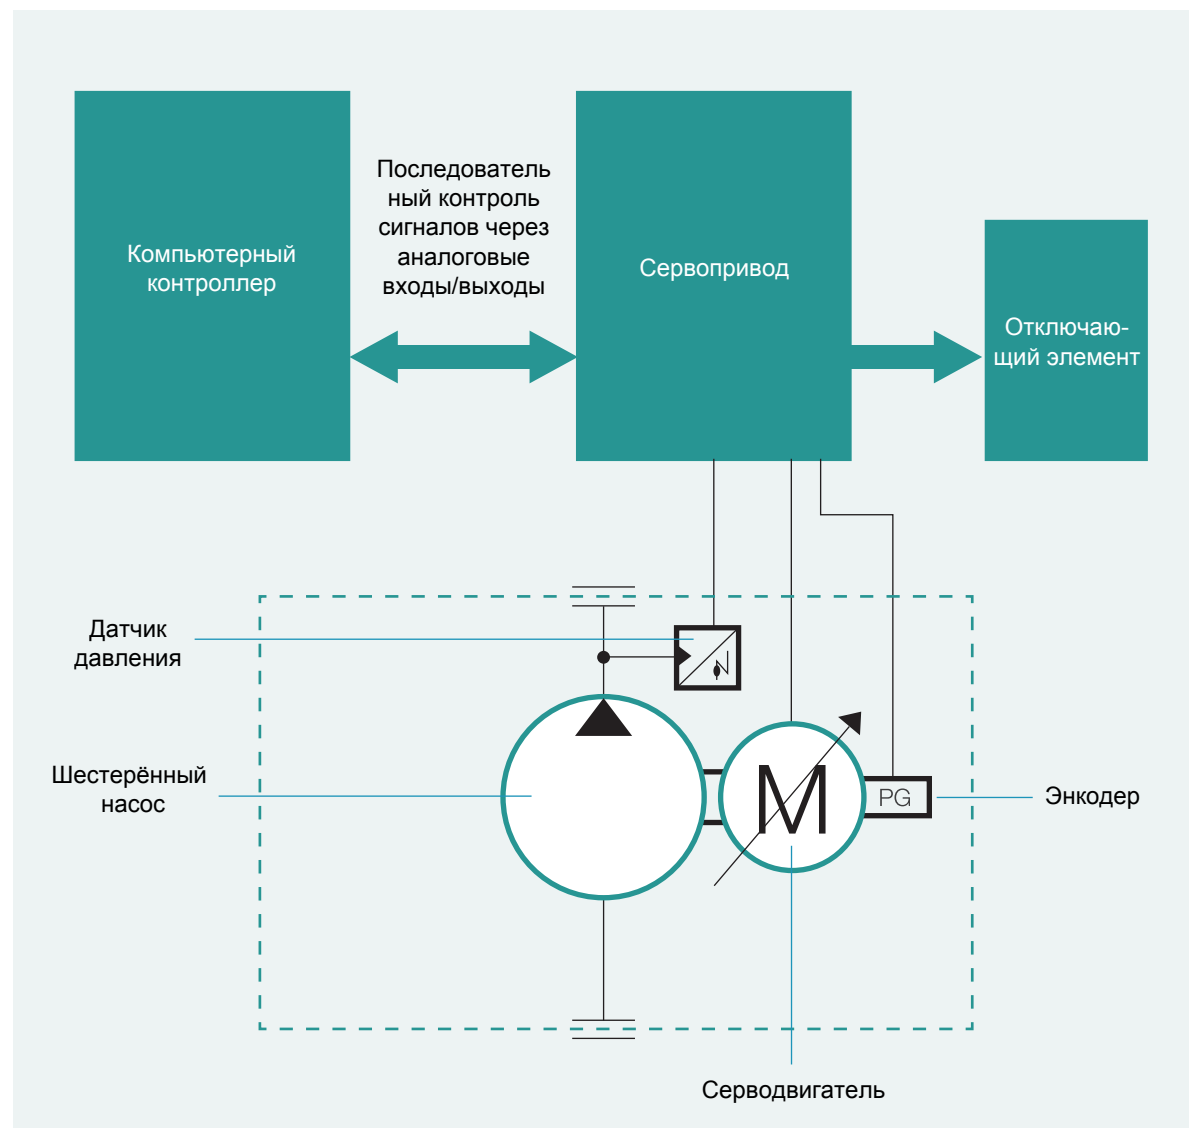 Последователь
ный контроль
сигналов через
аналоговые
входы/выходы
Компьютерный
контроллер
Сервопривод
Отключаю-
щий элемент
Датчик
давления
Шестерённый
насос
M
PG
Энкодер
Серводвигатель